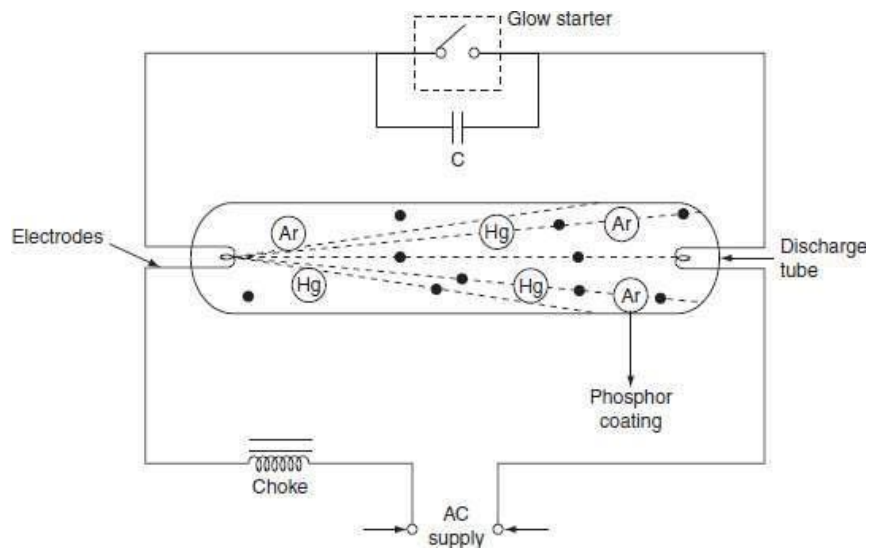 Glow starter
C
Ar
Hg
Ar
Electrodes
Discharge
tube
Hg
Hg
Ar
Phosphor
coating
Choke
AC
supply